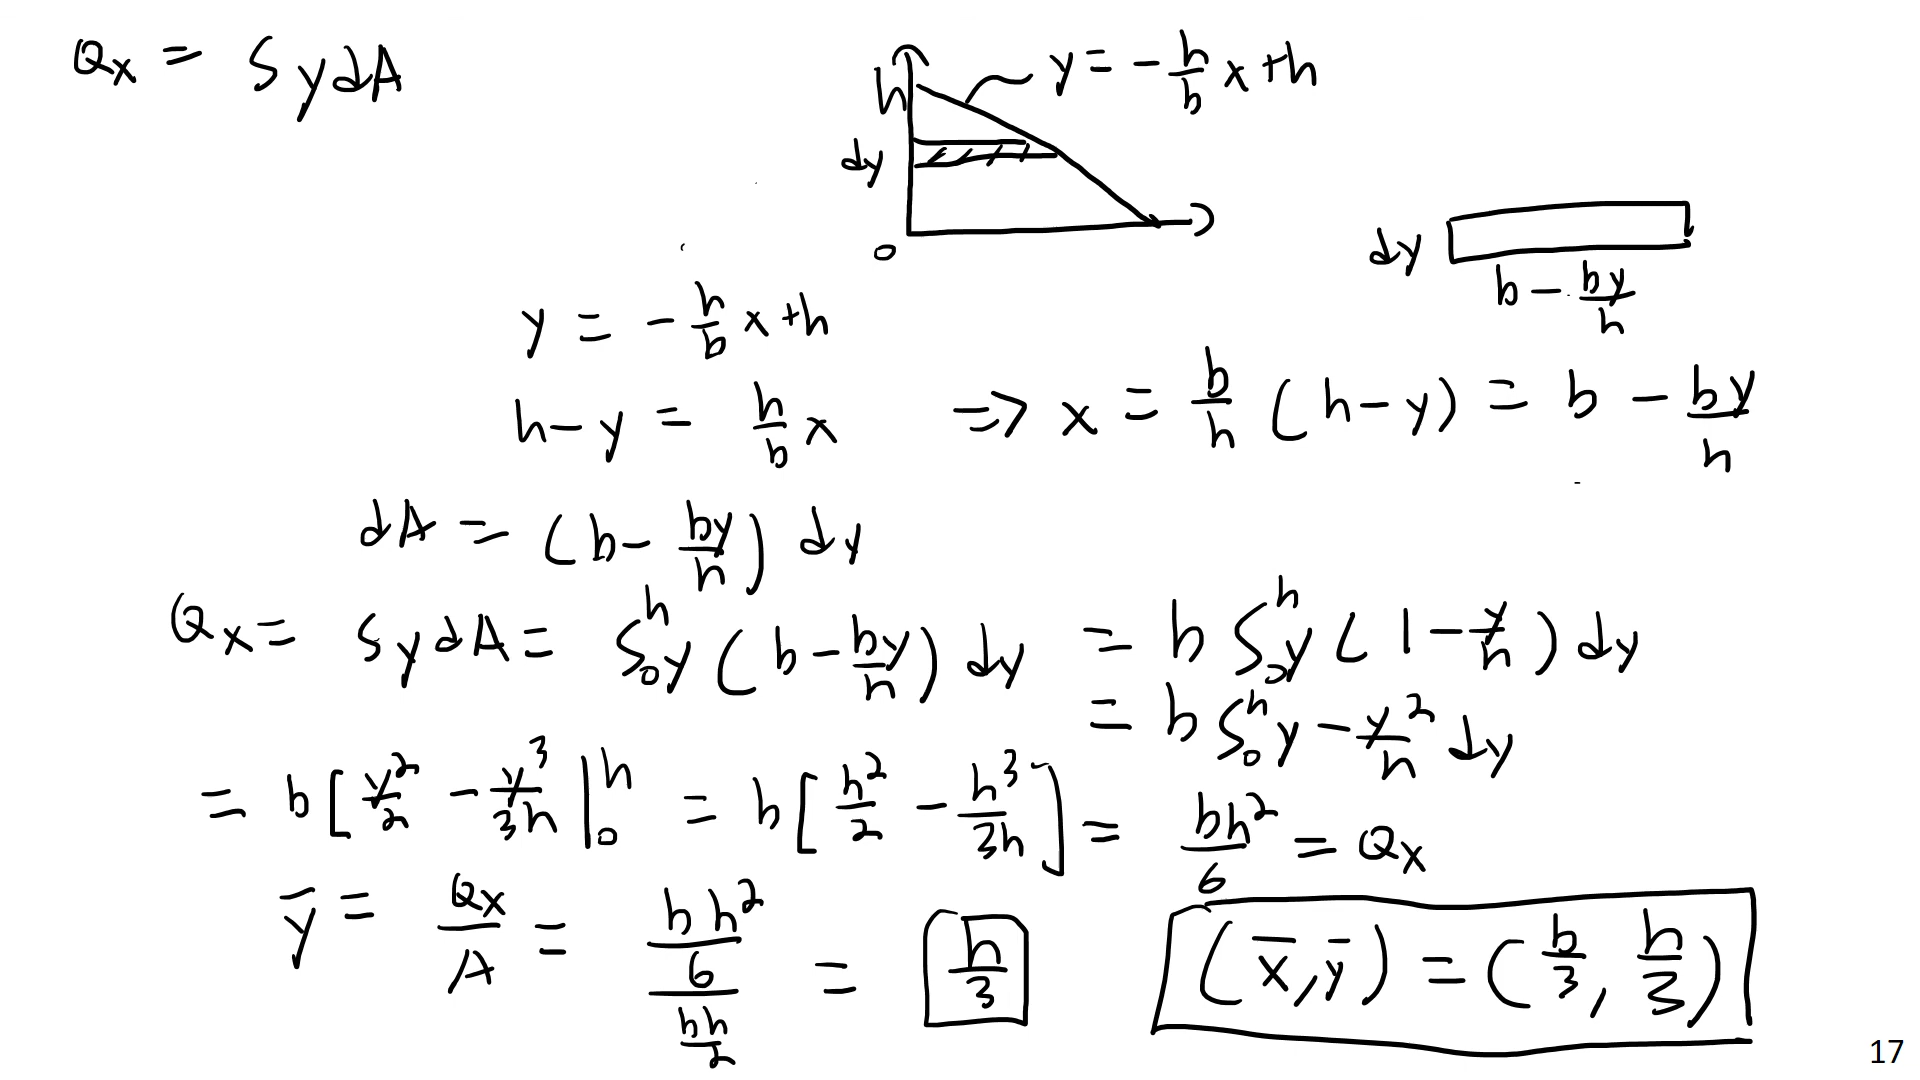 Qx = ∫ y dA
y = -h/b x + h
h
dy
0
dy
b - by/h
y = -h/b x + h
h - y = h/b x => x = b/h (h - y) = b - by/h
dA = (b - by/h) dy
Qx = ∫ y dA = ∫₀ʰ y (b - by/h) dy = b ∫₀ʰ y (1 - y/h) dy
= b ∫₀ʰ y - y²/h dy
= b [y²/2 - y³/3h |₀ʰ = b [h²/2 - h³/3h] = bh²/6 = Qx
ȳ = Qx/A = (bh²/6)/(bh/2) = h/3
(x̄, ȳ) = (b/3, h/3)
17